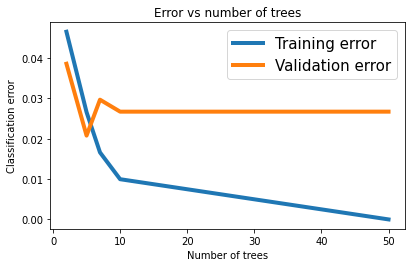 Error vs number of trees
Training error
Validation error
Classification error
0.04
0.03
0.02
0.01
0.00
0 10 20 30 40 50
Number of trees